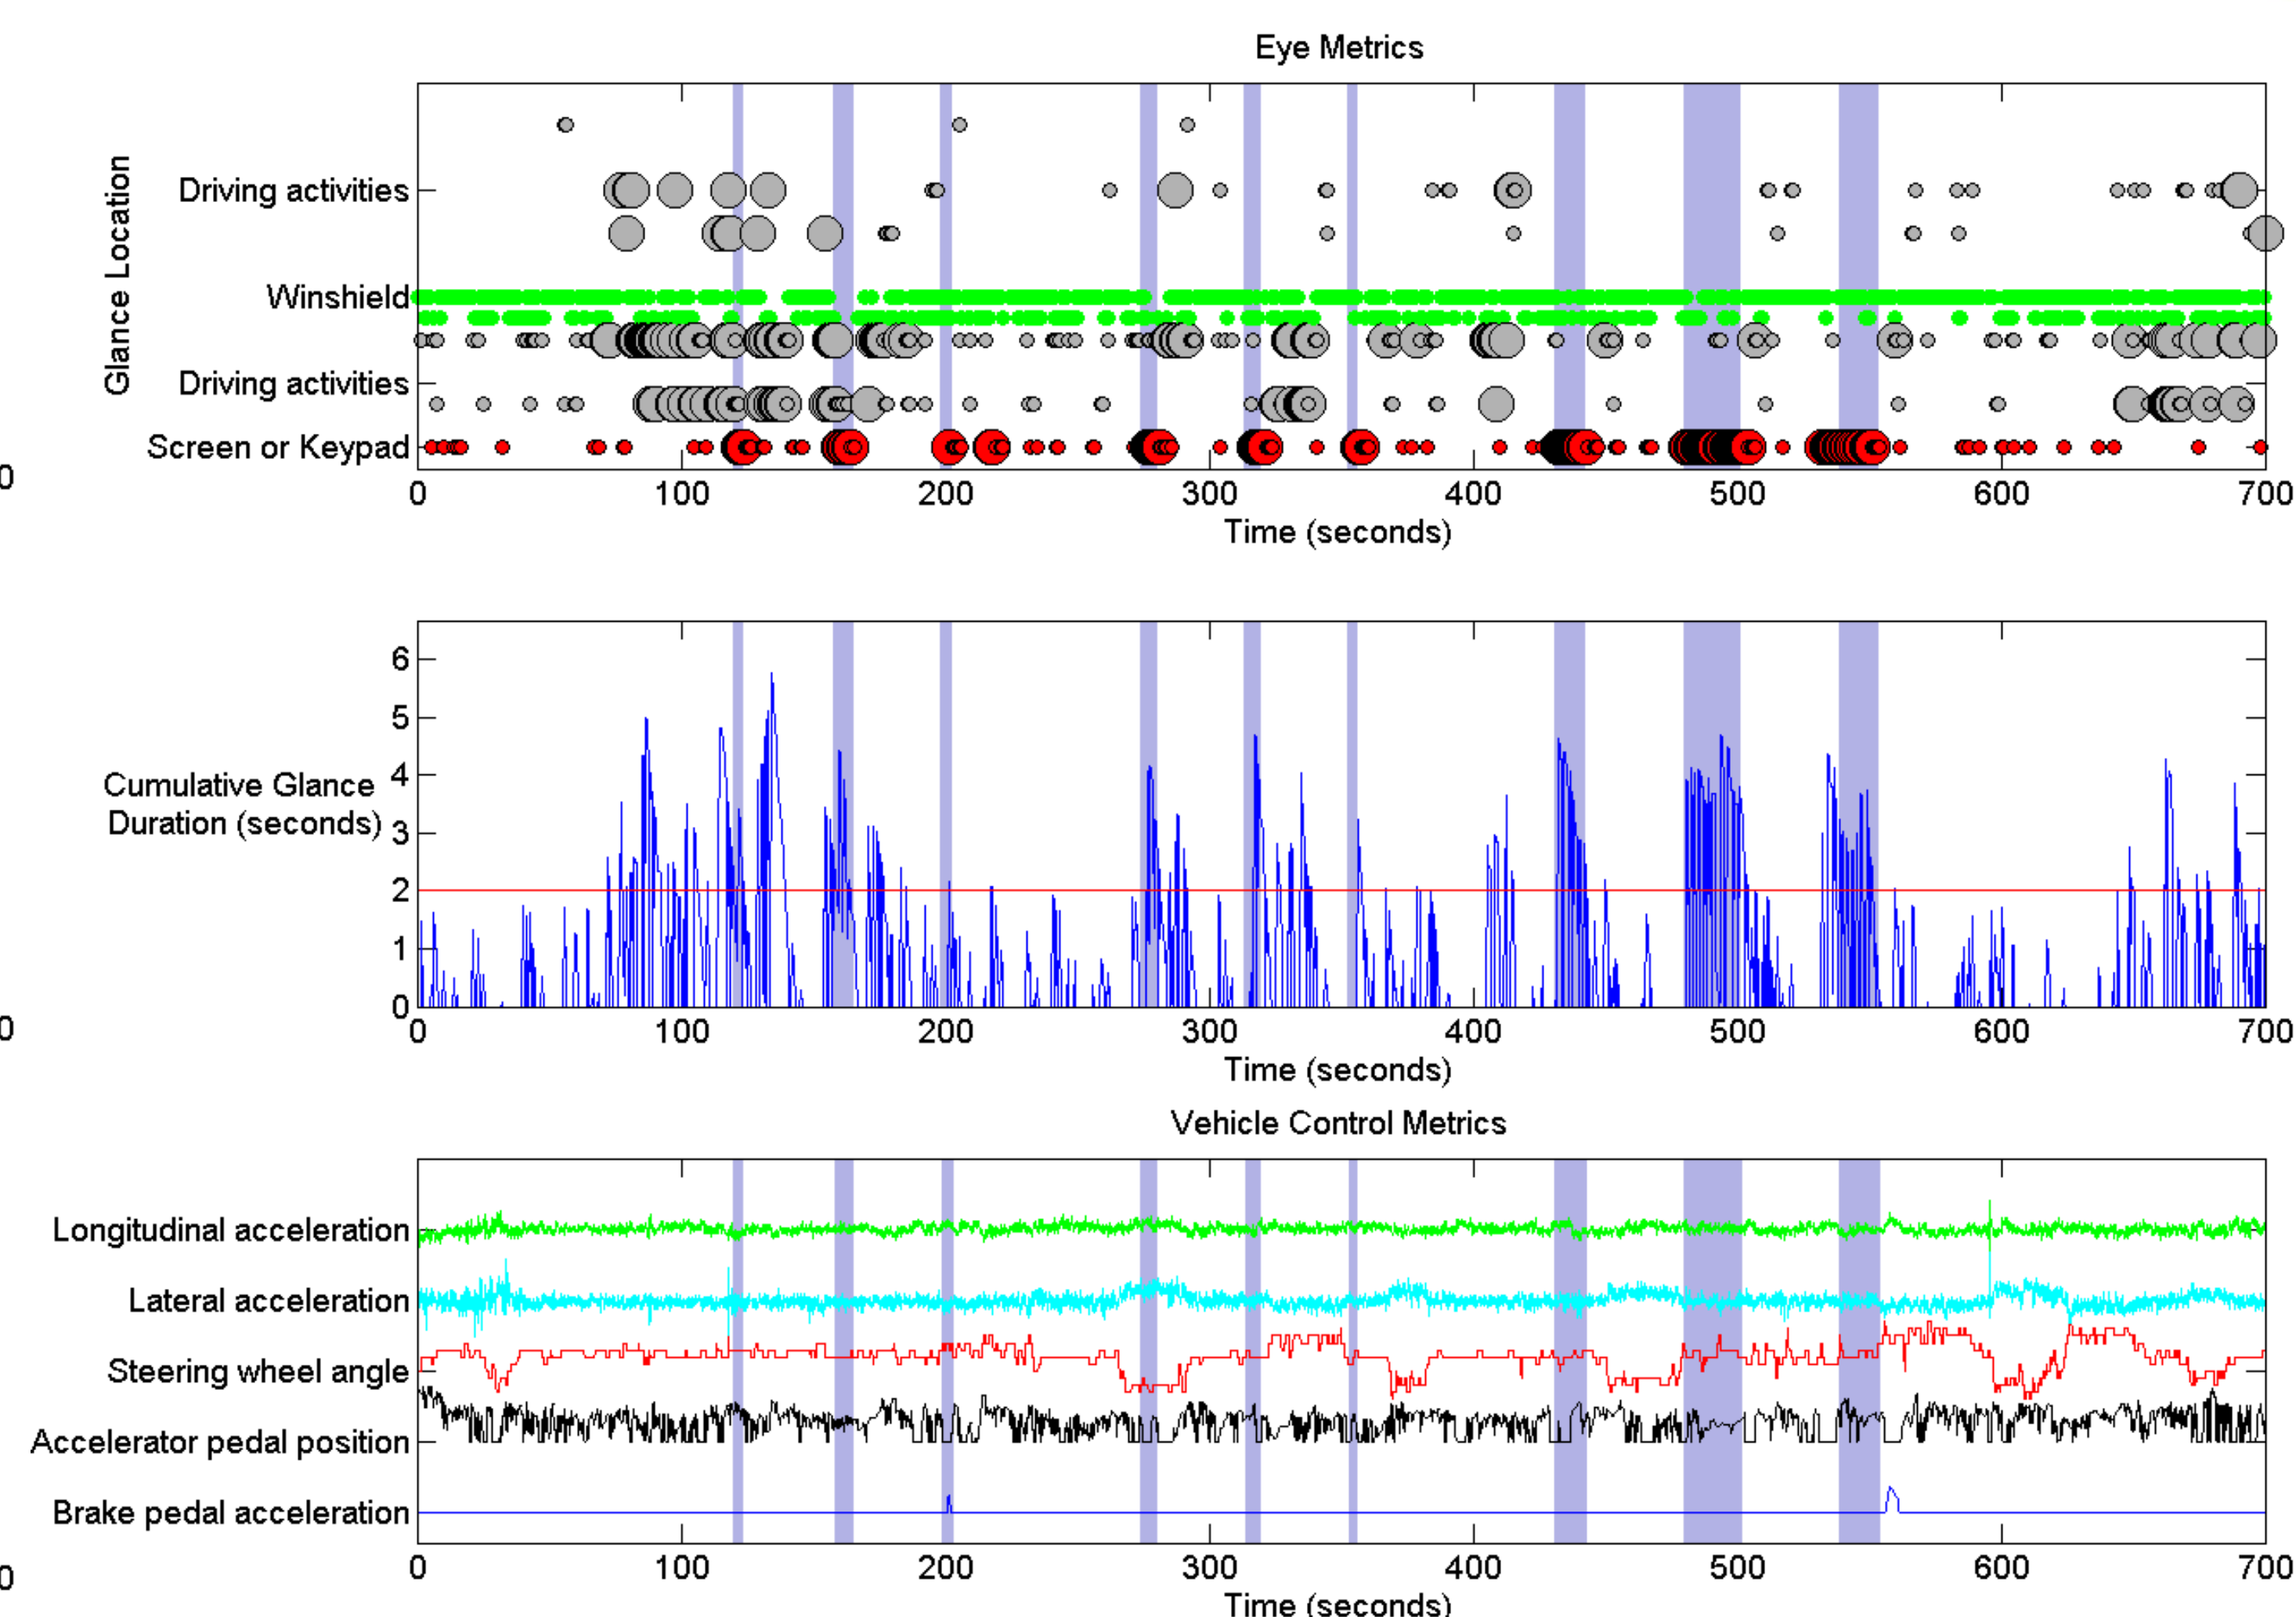 Eye Metrics
Glance Location
Driving activities
Winshield
Driving activities
Screen or Keypad
0
0 100 200 300 400 500 600 700
Time (seconds)
6
5
4
Cumulative Glance
Duration (seconds)
3
2
1
0
0
0 100 200 300 400 500 600 700
Time (seconds)
Vehicle Control Metrics
Longitudinal acceleration
Lateral acceleration
Steering wheel angle
Accelerator pedal position
Brake pedal acceleration
0
0 100 200 300 400 500 600 700
Time (seconds)